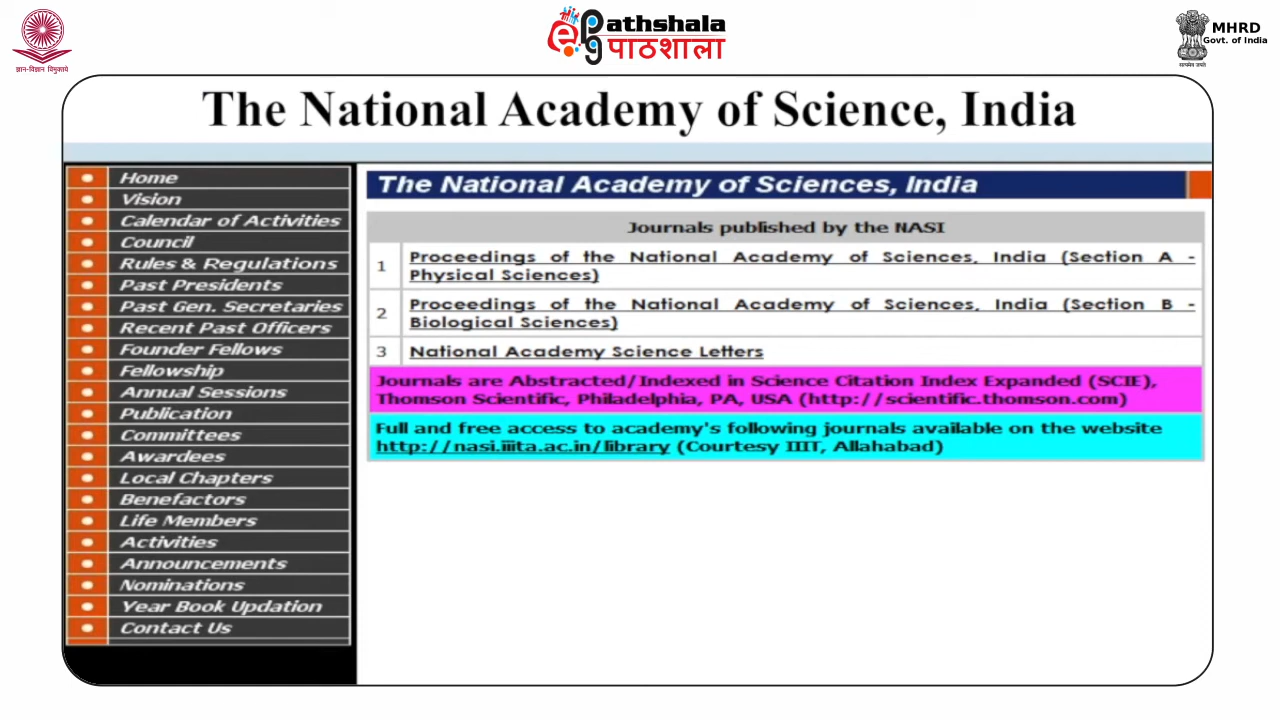 ज्ञान-विज्ञान विमुक्तये
ePathshala
पाठशाला
MHRD
Govt. of India
सत्यमेव जयते
The National Academy of Science, India
Home
Vision
Calendar of Activities
Council
Rules & Regulations
Past Presidents
Past Gen. Secretaries
Recent Past Officers
Founder Fellows
Fellowship
Annual Sessions
Publication
Committees
Awardees
Local Chapters
Benefactors
Life Members
Activities
Announcements
Nominations
Year Book Updation
Contact Us
The National Academy of Sciences, India
Journals published by the NASI
1 Proceedings of the National Academy of Sciences, India (Section A -
Physical Sciences)
2 Proceedings of the National Academy of Sciences, India (Section B -
Biological Sciences)
3 National Academy Science Letters
Journals are Abstracted/Indexed in Science Citation Index Expanded (SCIE),
Thomson Scientific, Philadelphia, PA, USA (http://scientific.thomson.com)
Full and free access to academy's following journals available on the website
http://nasi.iiita.ac.in/library (Courtesy IIIT, Allahabad)